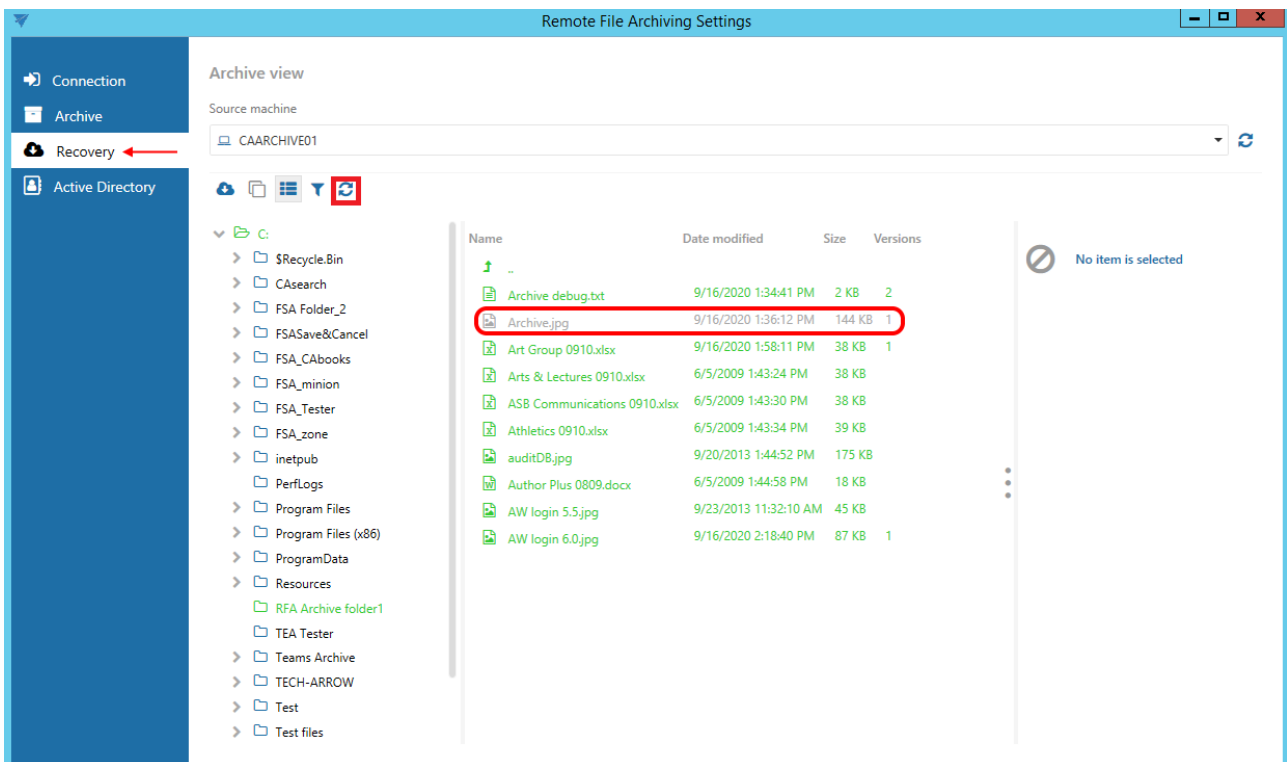 Remote File Archiving Settings
Connection
Archive
Recovery
Active Directory
Archive view
Source machine
CAARCHIVE01
C:
$Recycle.Bin
CAsearch
FSA Folder_2
FSASave&Cancel
FSA_CAbooks
FSA_minion
FSA_Tester
FSA_zone
inetpub
PerfLogs
Program Files
Program Files (x86)
ProgramData
Resources
RFA Archive folder1
TEA Tester
Teams Archive
TECH-ARROW
Test
Test files
Name Date modified Size Versions
..
Archive debug.txt 9/16/2020 1:34:41 PM 2 KB 2
Archive.jpg 9/16/2020 1:36:12 PM 144 KB 1
Art Group 0910.xlsx 9/16/2020 1:58:11 PM 38 KB 1
Arts & Lectures 0910.xlsx 6/5/2009 1:43:24 PM 38 KB
ASB Communications 0910.xlsx 6/5/2009 1:43:30 PM 38 KB
Athletics 0910.xlsx 6/5/2009 1:43:34 PM 39 KB
auditDB.jpg 9/20/2013 1:44:52 PM 175 KB
Author Plus 0809.docx 6/5/2009 1:44:58 PM 18 KB
AW login 5.5.jpg 9/23/2013 11:32:10 AM 45 KB
AW login 6.0.jpg 9/16/2020 2:18:40 PM 87 KB 1
No item is selected